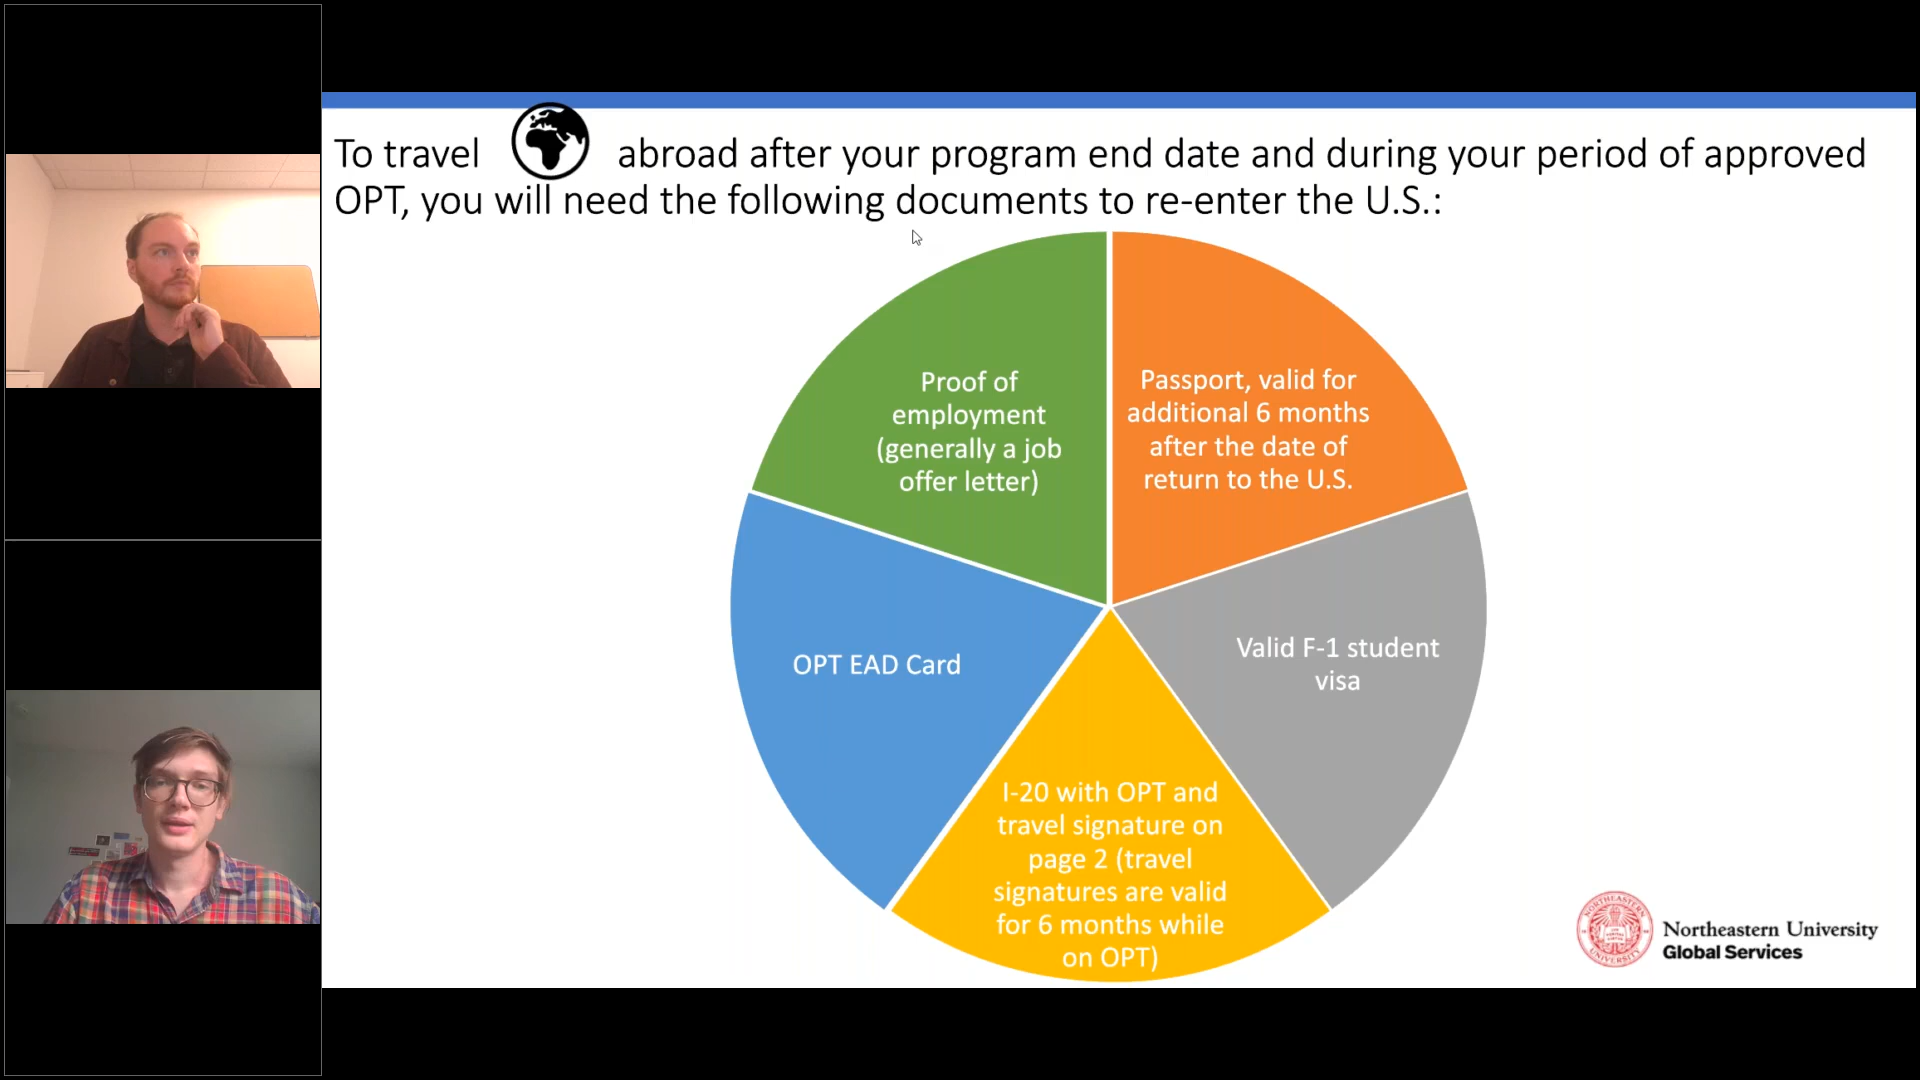 To travel abroad after your program end date and during your period of approved
OPT, you will need the following documents to re-enter the U.S.:
Proof of
employment
(generally a job
offer letter)
Passport, valid for
additional 6 months
after the date of
return to the U.S.
OPT EAD Card
Valid F-1 student
visa
I-20 with OPT and
travel signature on
page 2 (travel
signatures are valid
for 6 months while
on OPT)
Northeastern University
Global Services